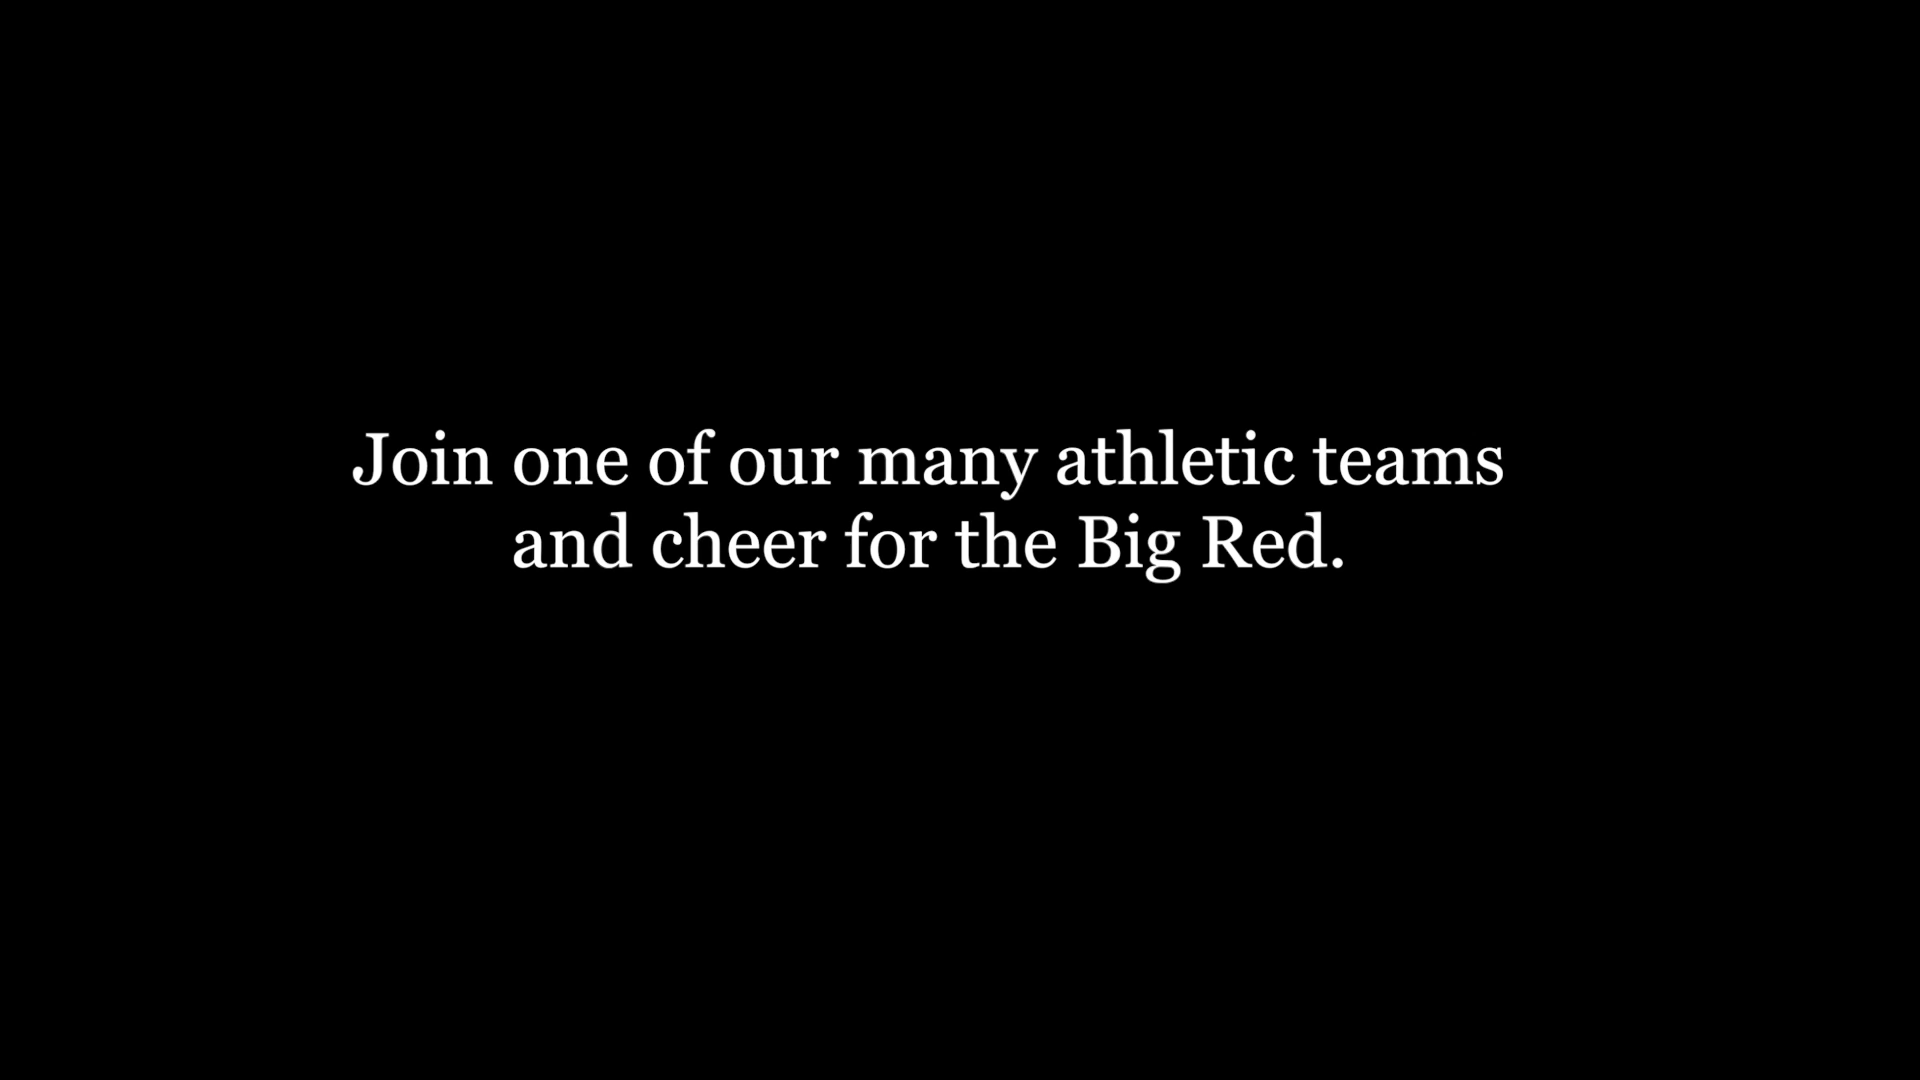 Join one of our many athletic teams
and cheer for the Big Red.